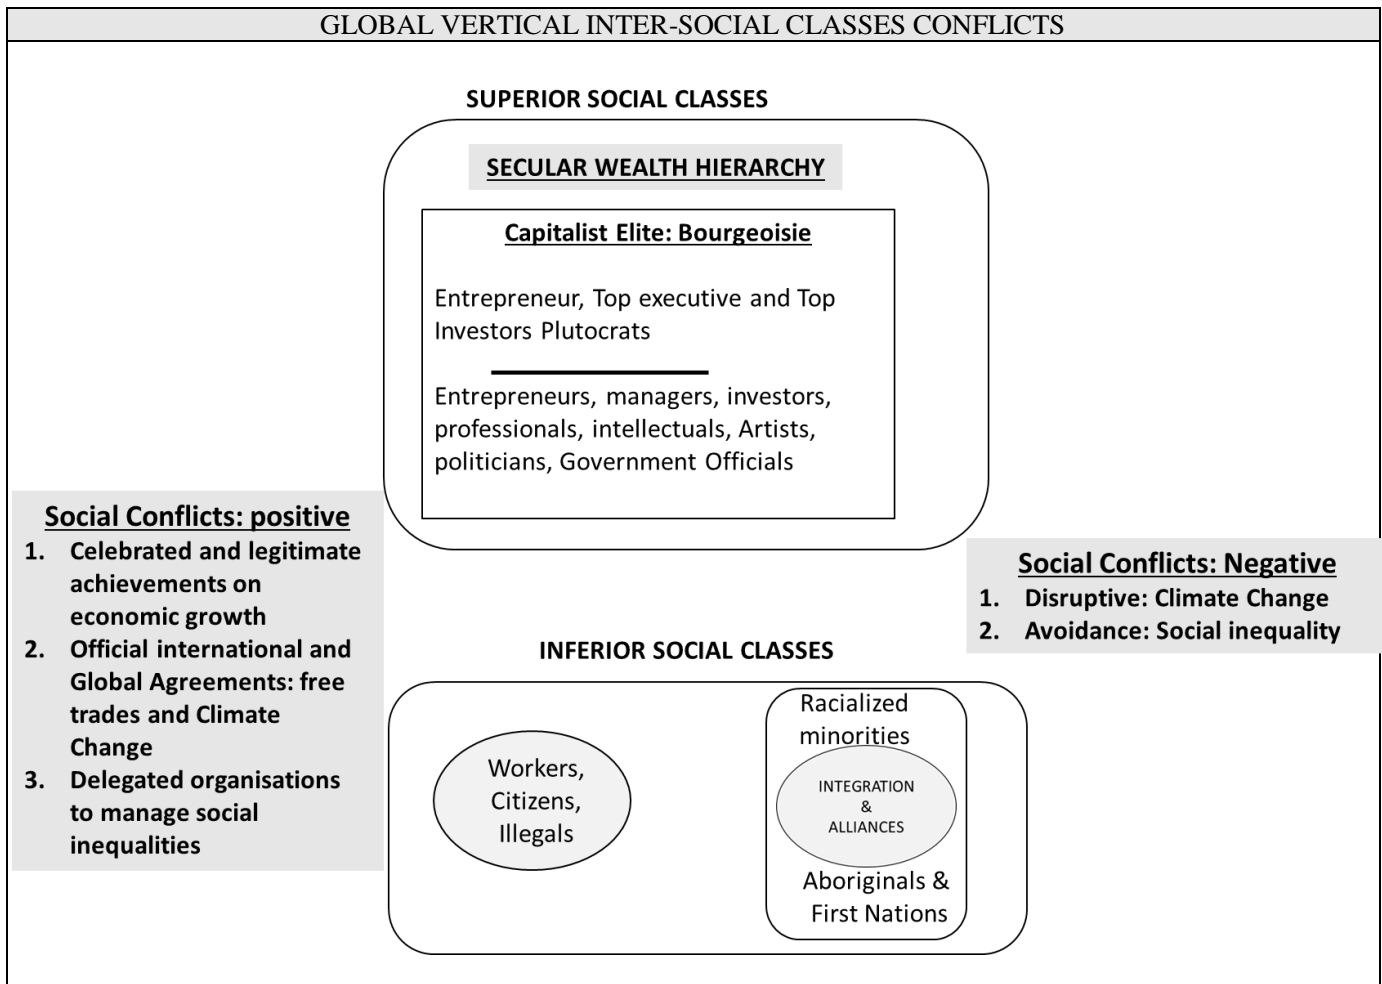 GLOBAL VERTICAL INTER-SOCIAL CLASSES CONFLICTS
SUPERIOR SOCIAL CLASSES
SECULAR WEALTH HIERARCHY
Capitalist Elite: Bourgeoisie
Entrepreneur, Top executive and Top
Investors Plutocrats
Entrepreneurs, managers, investors,
professionals, intellectuals, Artists,
politicians, Government Officials
Social Conflicts: positive
1. Celebrated and legitimate
achievements on
economic growth
2. Official international and
Global Agreements: free
trades and Climate
Change
3. Delegated organisations
to manage social
inequalities
Social Conflicts: Negative
1. Disruptive: Climate Change
2. Avoidance: Social inequality
INFERIOR SOCIAL CLASSES
Workers,
Citizens,
Illegals
Racialized
minorities
INTEGRATION
&
ALLIANCES
Aboriginals &
First Nations